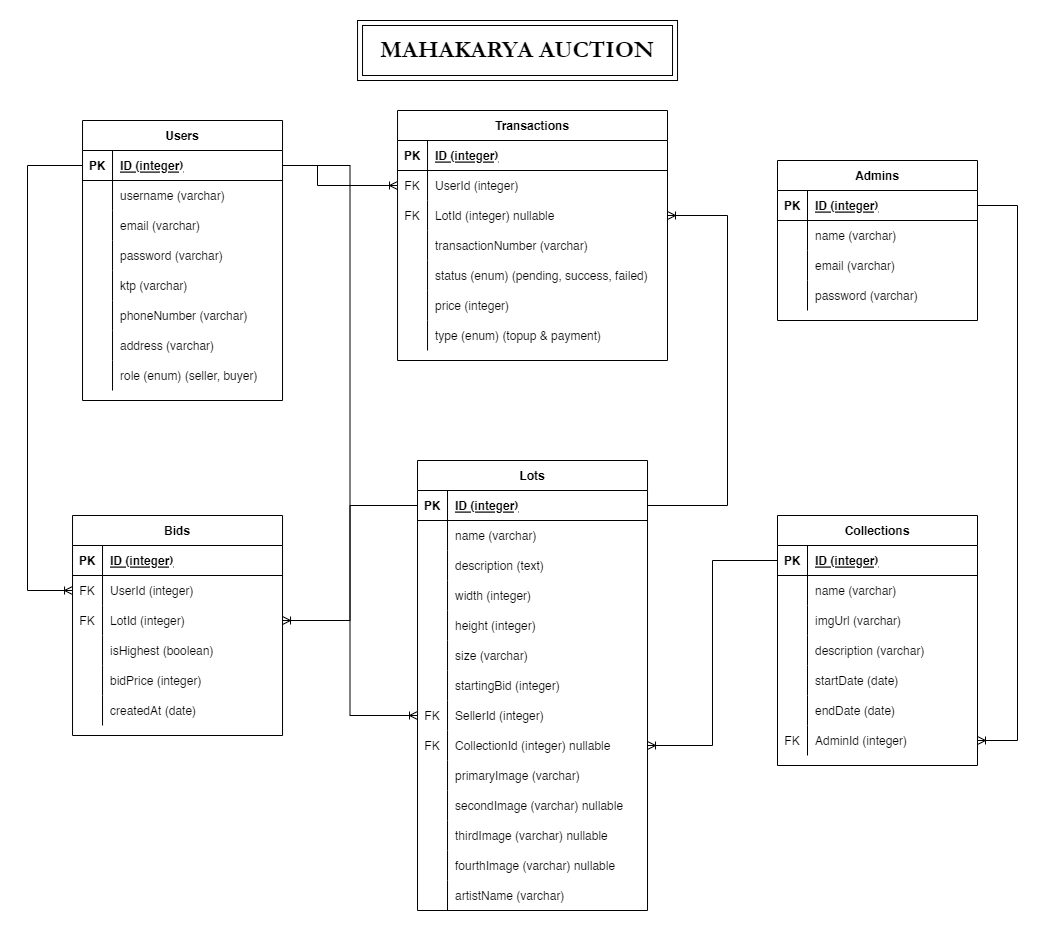 MAHAKARYA AUCTION
Users
PK ID (integer)
username (varchar)
email (varchar)
password (varchar)
ktp (varchar)
phoneNumber (varchar)
address (varchar)
role (enum) (seller, buyer)
Transactions
PK ID (integer)
FK UserId (integer)
FK LotId (integer) nullable
transactionNumber (varchar)
status (enum) (pending, success, failed)
price (integer)
type (enum) (topup & payment)
Admins
PK ID (integer)
name (varchar)
email (varchar)
password (varchar)
Bids
PK ID (integer)
FK UserId (integer)
FK LotId (integer)
isHighest (boolean)
bidPrice (integer)
createdAt (date)
Lots
PK ID (integer)
name (varchar)
description (text)
width (integer)
height (integer)
size (varchar)
startingBid (integer)
FK SellerId (integer)
FK CollectionId (integer) nullable
primaryImage (varchar)
secondImage (varchar) nullable
thirdImage (varchar) nullable
fourthImage (varchar) nullable
artistName (varchar)
Collections
PK ID (integer)
name (varchar)
imgUrl (varchar)
description (varchar)
startDate (date)
endDate (date)
FK AdminId (integer)